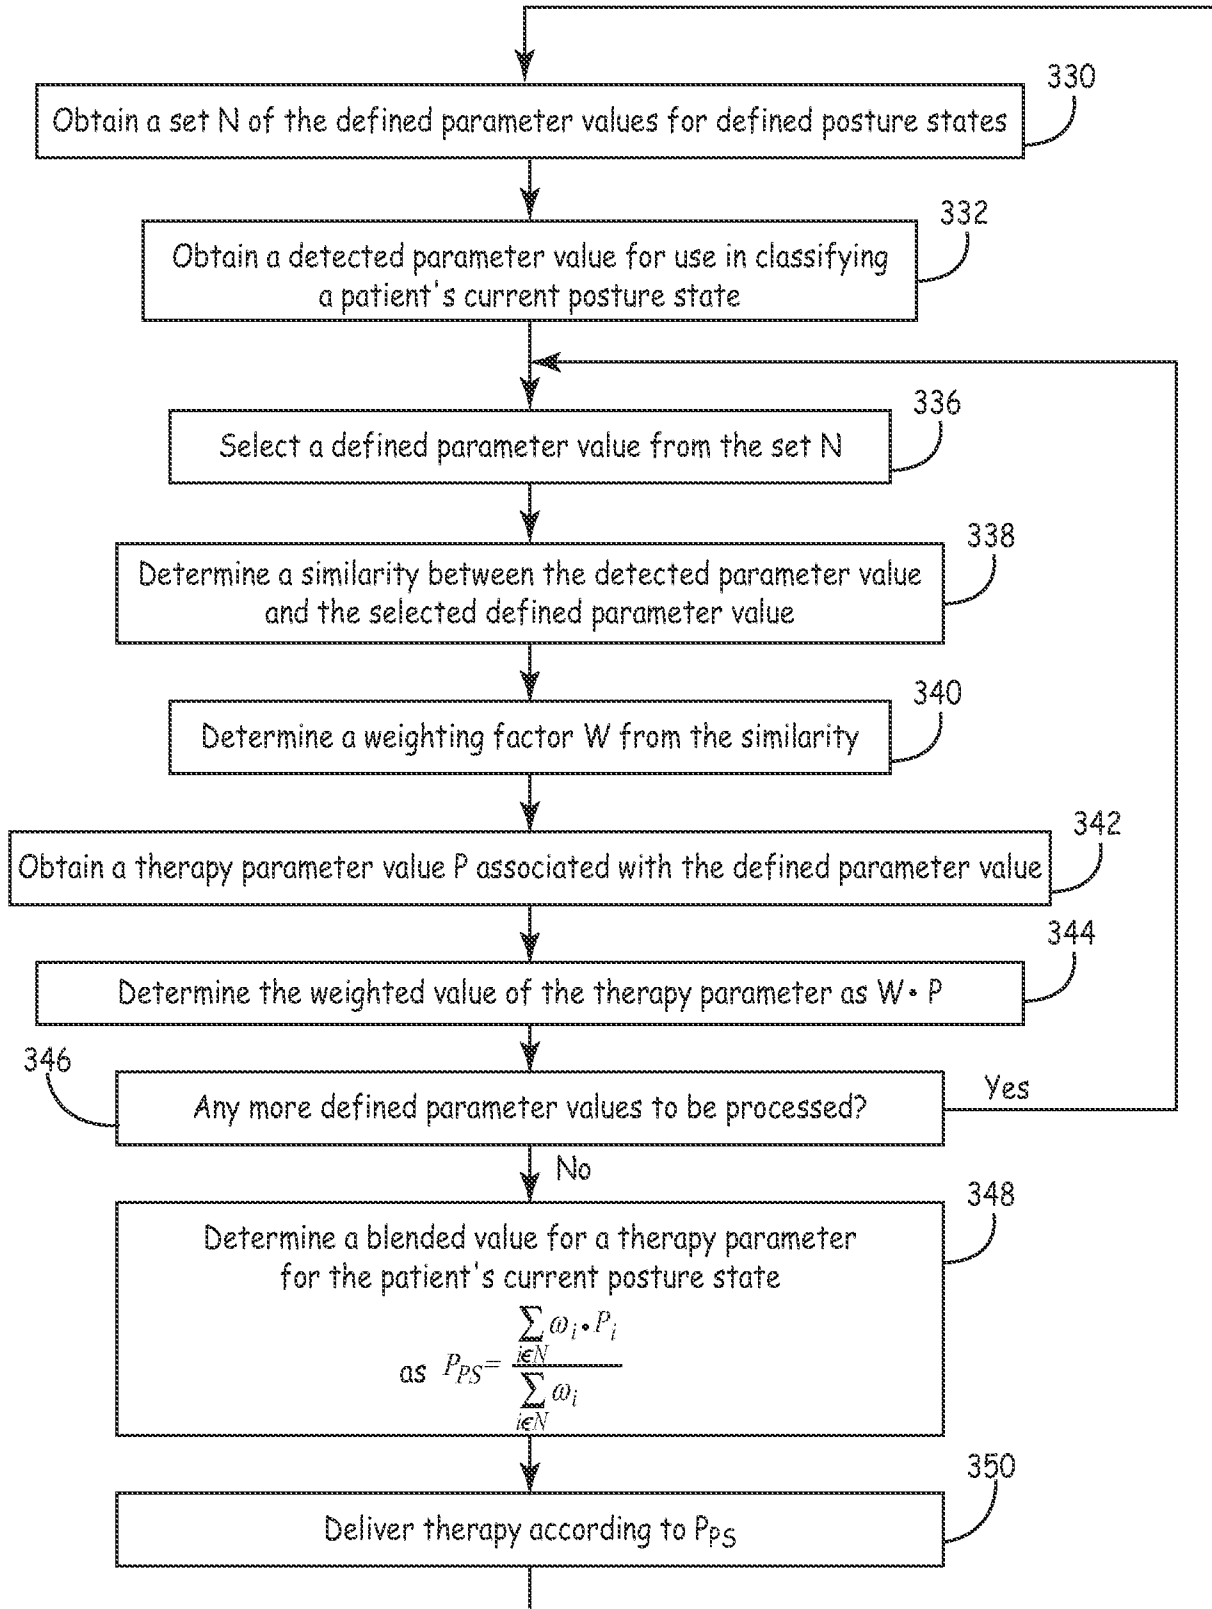 330
Obtain a set N of the defined parameter values for defined posture states
332
Obtain a detected parameter value for use in classifying
a patient's current posture state
336
Select a defined parameter value from the set N
338
Determine a similarity between the detected parameter value
and the selected defined parameter value
340
Determine a weighting factor W from the similarity
342
Obtain a therapy parameter value P associated with the defined parameter value
344
Determine the weighted value of the therapy parameter as W • P
346
Any more defined parameter values to be processed?
Yes
No
348
Determine a blended value for a therapy parameter
for the patient's current posture state
∑ ω_i • P_i
i∈N
as P_PS =
∑ ω_i
i∈N
350
Deliver therapy according to P_PS